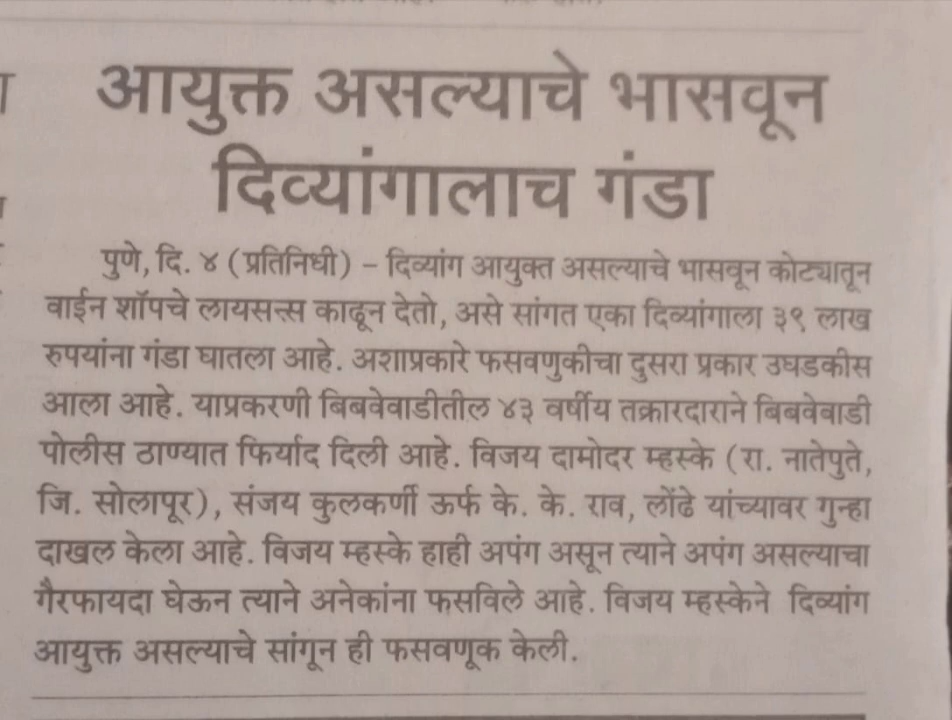 आयुक्त असल्याचे भासवून
दिव्यांगालाच गंडा
पुणे, दि. ४ (प्रतिनिधी) – दिव्यांग आयुक्त असल्याचे भासवून कोट्यातून
वाईन शॉपचे लायसन्स काढून देतो, असे सांगत एका दिव्यांगाला ३९ लाख
रुपयांना गंडा घातला आहे. अशाप्रकारे फसवणुकीचा दुसरा प्रकार उघडकीस
आला आहे. याप्रकरणी बिबवेवाडीतील ४३ वर्षीय तक्रारदाराने बिबवेवाडी
पोलीस ठाण्यात फिर्याद दिली आहे. विजय दामोदर म्हस्के (रा. नातेपुते,
जि. सोलापूर), संजय कुलकर्णी ऊर्फ के. के. राव, लोंढे यांच्यावर गुन्हा
दाखल केला आहे. विजय म्हस्के हाही अपंग असून त्याने अपंग असल्याचा
गैरफायदा घेऊन त्याने अनेकांना फसविले आहे. विजय म्हस्केने दिव्यांग
आयुक्त असल्याचे सांगून ही फसवणूक केली.